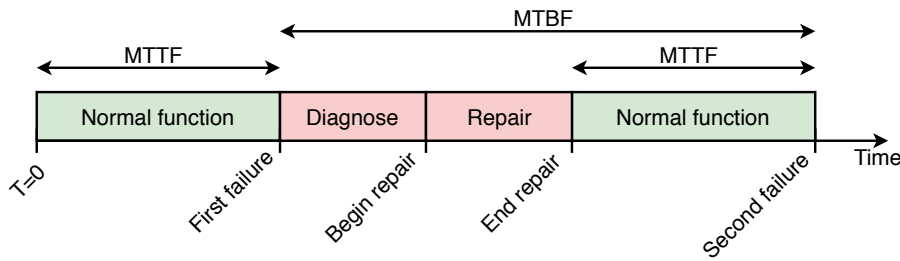 MTBF
MTTF
MTTF
Normal function
Diagnose
Repair
Normal function
Time
T=0
First failure
Begin repair
End repair
Second failure